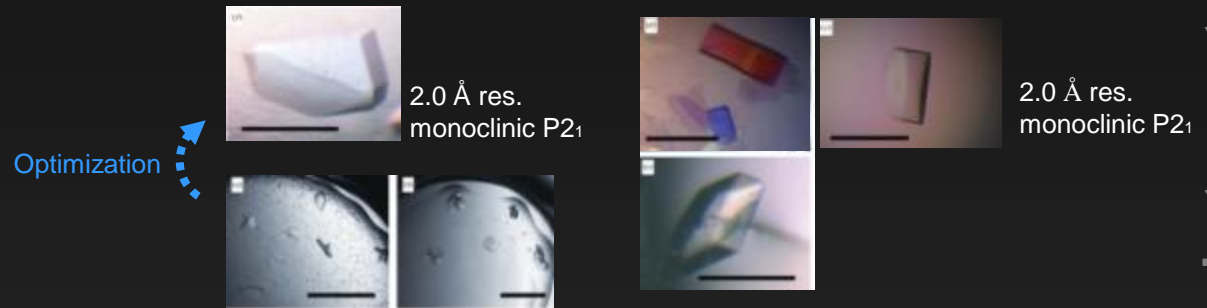 2.0 Å res.
monoclinic P2₁
Optimization
2.0 Å res.
monoclinic P2₁